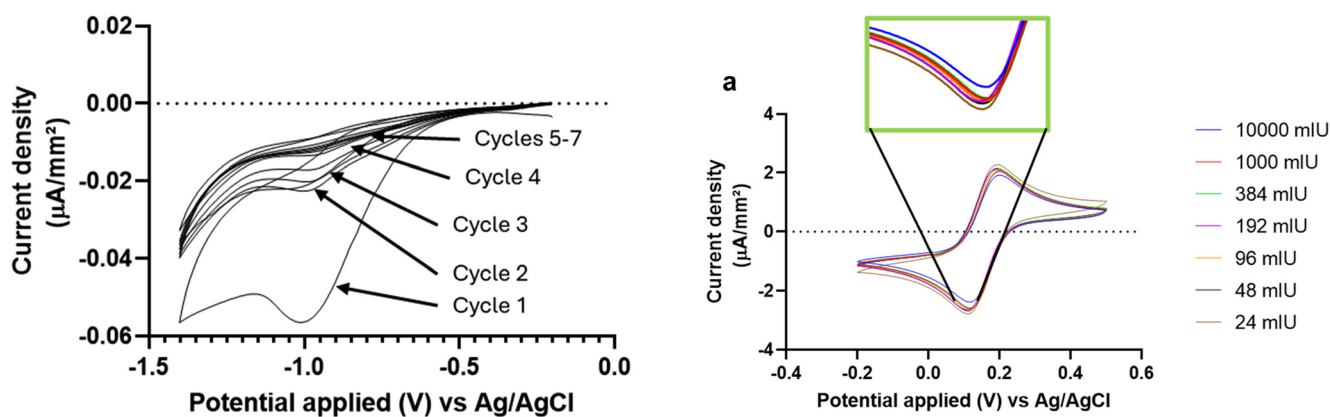 0.02
0.00
-0.02
-0.04
-0.06
Current density
(µA/mm²)
Cycles 5-7
Cycle 4
Cycle 3
Cycle 2
Cycle 1
-1.5
-1.0
-0.5
0.0
Potential applied (V) vs Ag/AgCl
a
4
2
0
-2
-4
Current density
(µA/mm²)
-0.4
-0.2
0.0
0.2
0.4
0.6
Potential applied (V) vs Ag/AgCl
10000 mIU
1000 mIU
384 mIU
192 mIU
96 mIU
48 mIU
24 mIU